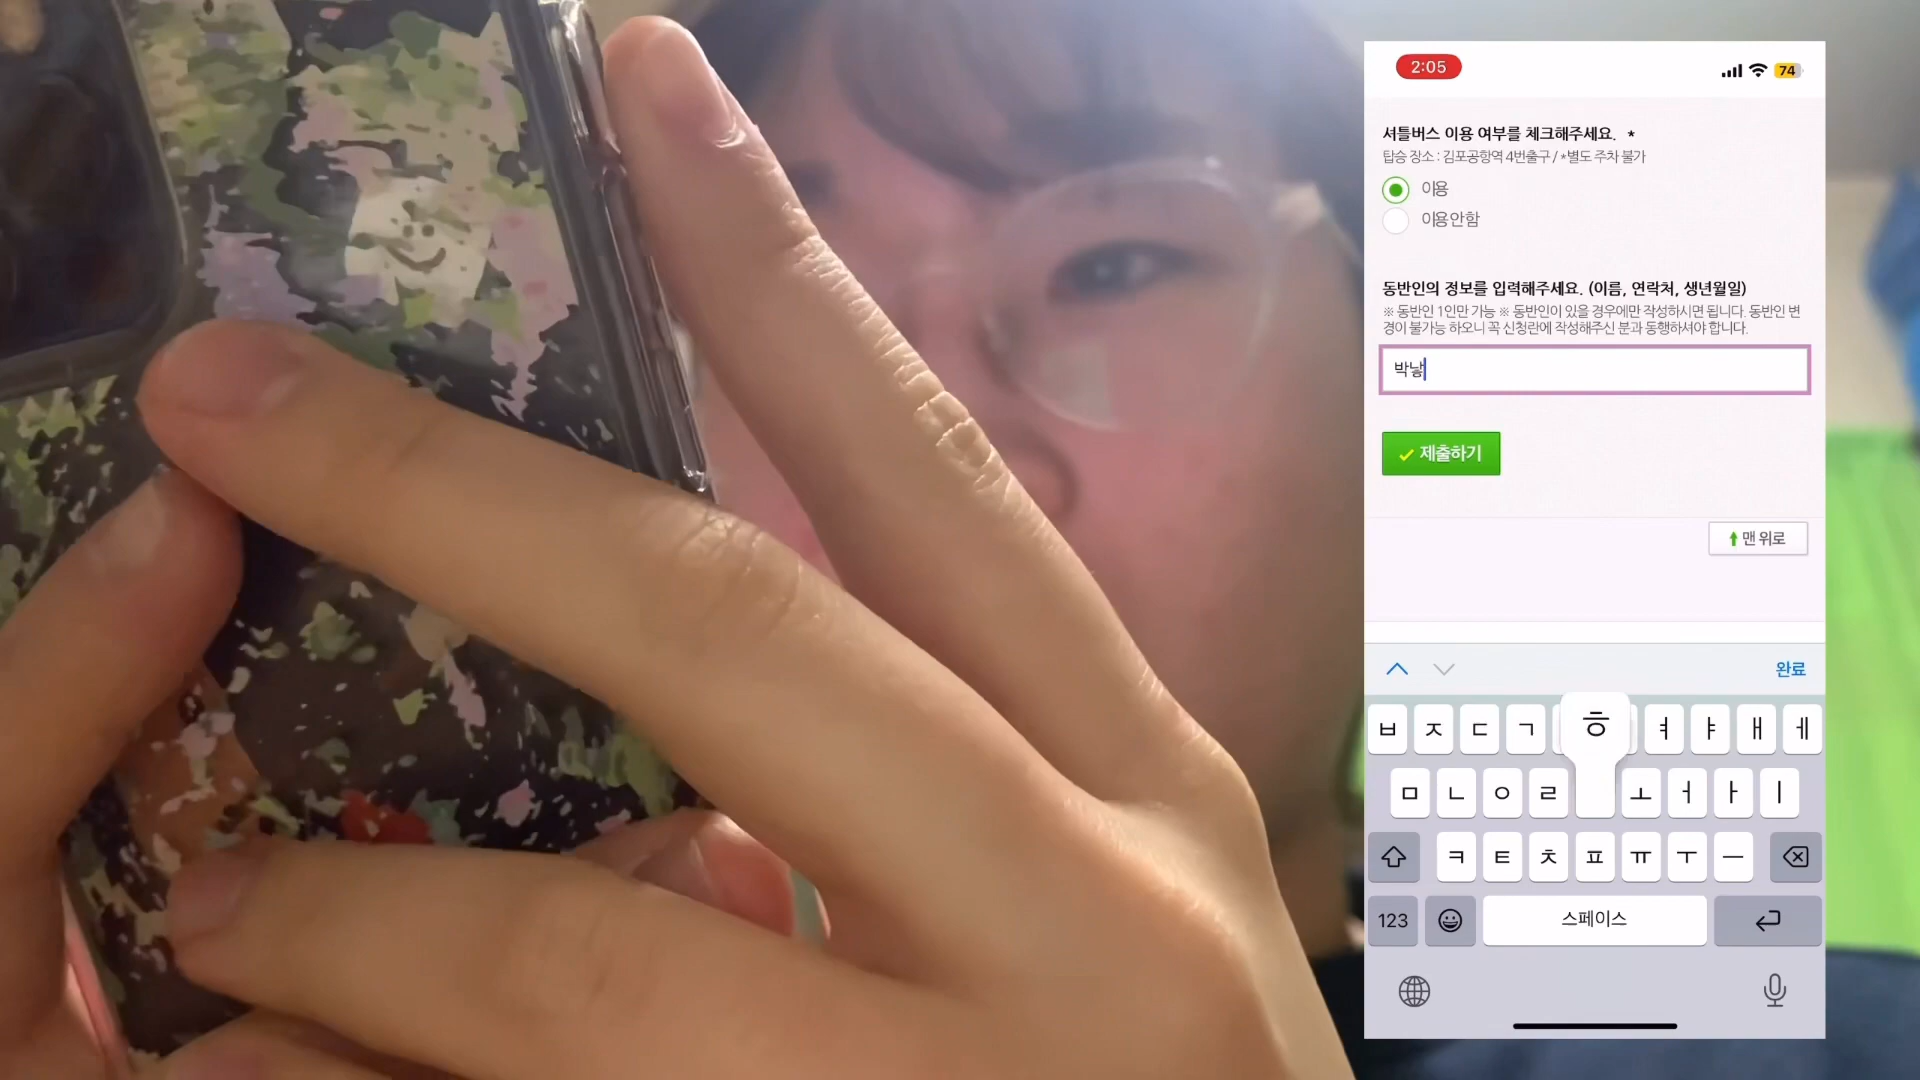 2:05
74
셔틀버스 이용 여부를 체크해주세요. *
탑승 장소 : 김포공항역 4번출구 / *별도 주차 불가
이용
이용안함
동반인의 정보를 입력해주세요. (이름, 연락처, 생년월일)
※ 동반인 1인만 가능 ※ 동반인이 있을 경우에만 작성하시면 됩니다. 동반인 변
경이 불가능 하오니 꼭 신청란에 작성해주신 분과 동행하셔야 합니다.
박낳
제출하기
맨 위로
완료
ㅂ ㅈ ㄷ ㄱ ㅎ ㅕ ㅑ ㅐ ㅔ
ㅁ ㄴ ㅇ ㄹ ㅗ ㅓ ㅏ ㅣ
ㅋ ㅌ ㅊ ㅍ ㅠ ㅜ ㅡ
123 스페이스